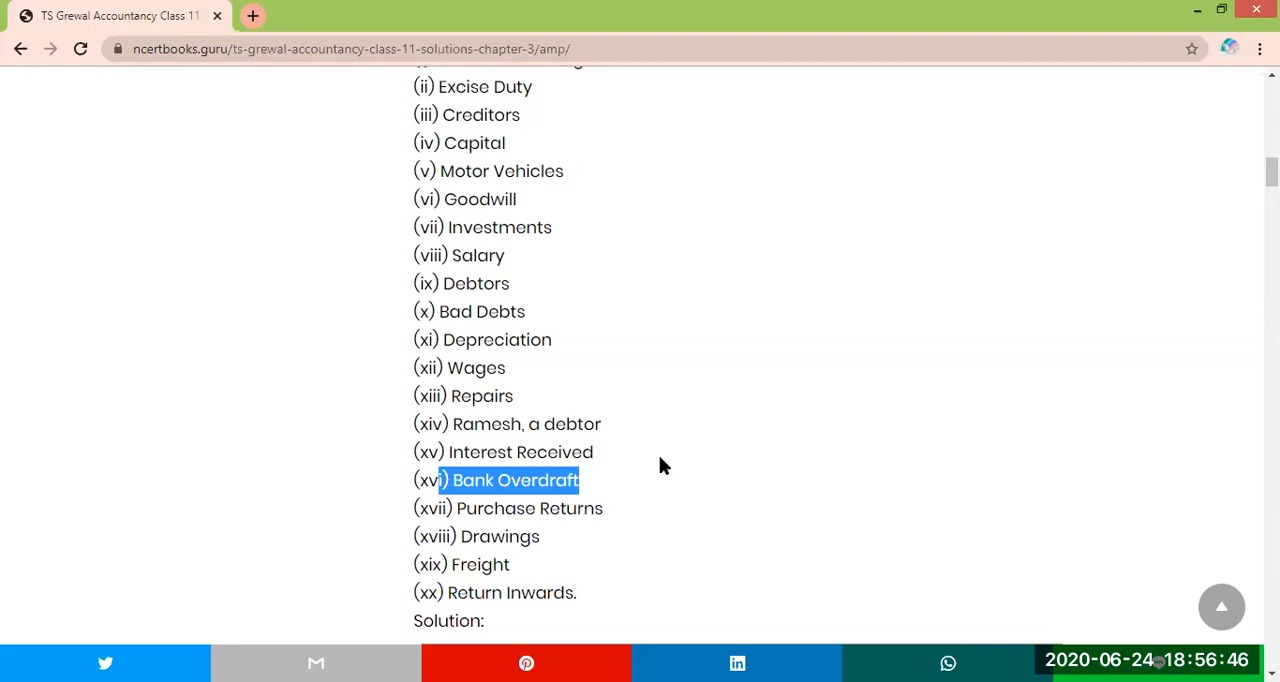 TS Grewal Accountancy Class 11
ncertbooks.guru/ts-grewal-accountancy-class-11-solutions-chapter-3/amp/
(ii) Excise Duty
(iii) Creditors
(iv) Capital
(v) Motor Vehicles
(vi) Goodwill
(vii) Investments
(viii) Salary
(ix) Debtors
(x) Bad Debts
(xi) Depreciation
(xii) Wages
(xiii) Repairs
(xiv) Ramesh, a debtor
(xv) Interest Received
(xvi) Bank Overdraft
(xvii) Purchase Returns
(xviii) Drawings
(xix) Freight
(xx) Return Inwards.
Solution:
2020-06-24 18:56:46